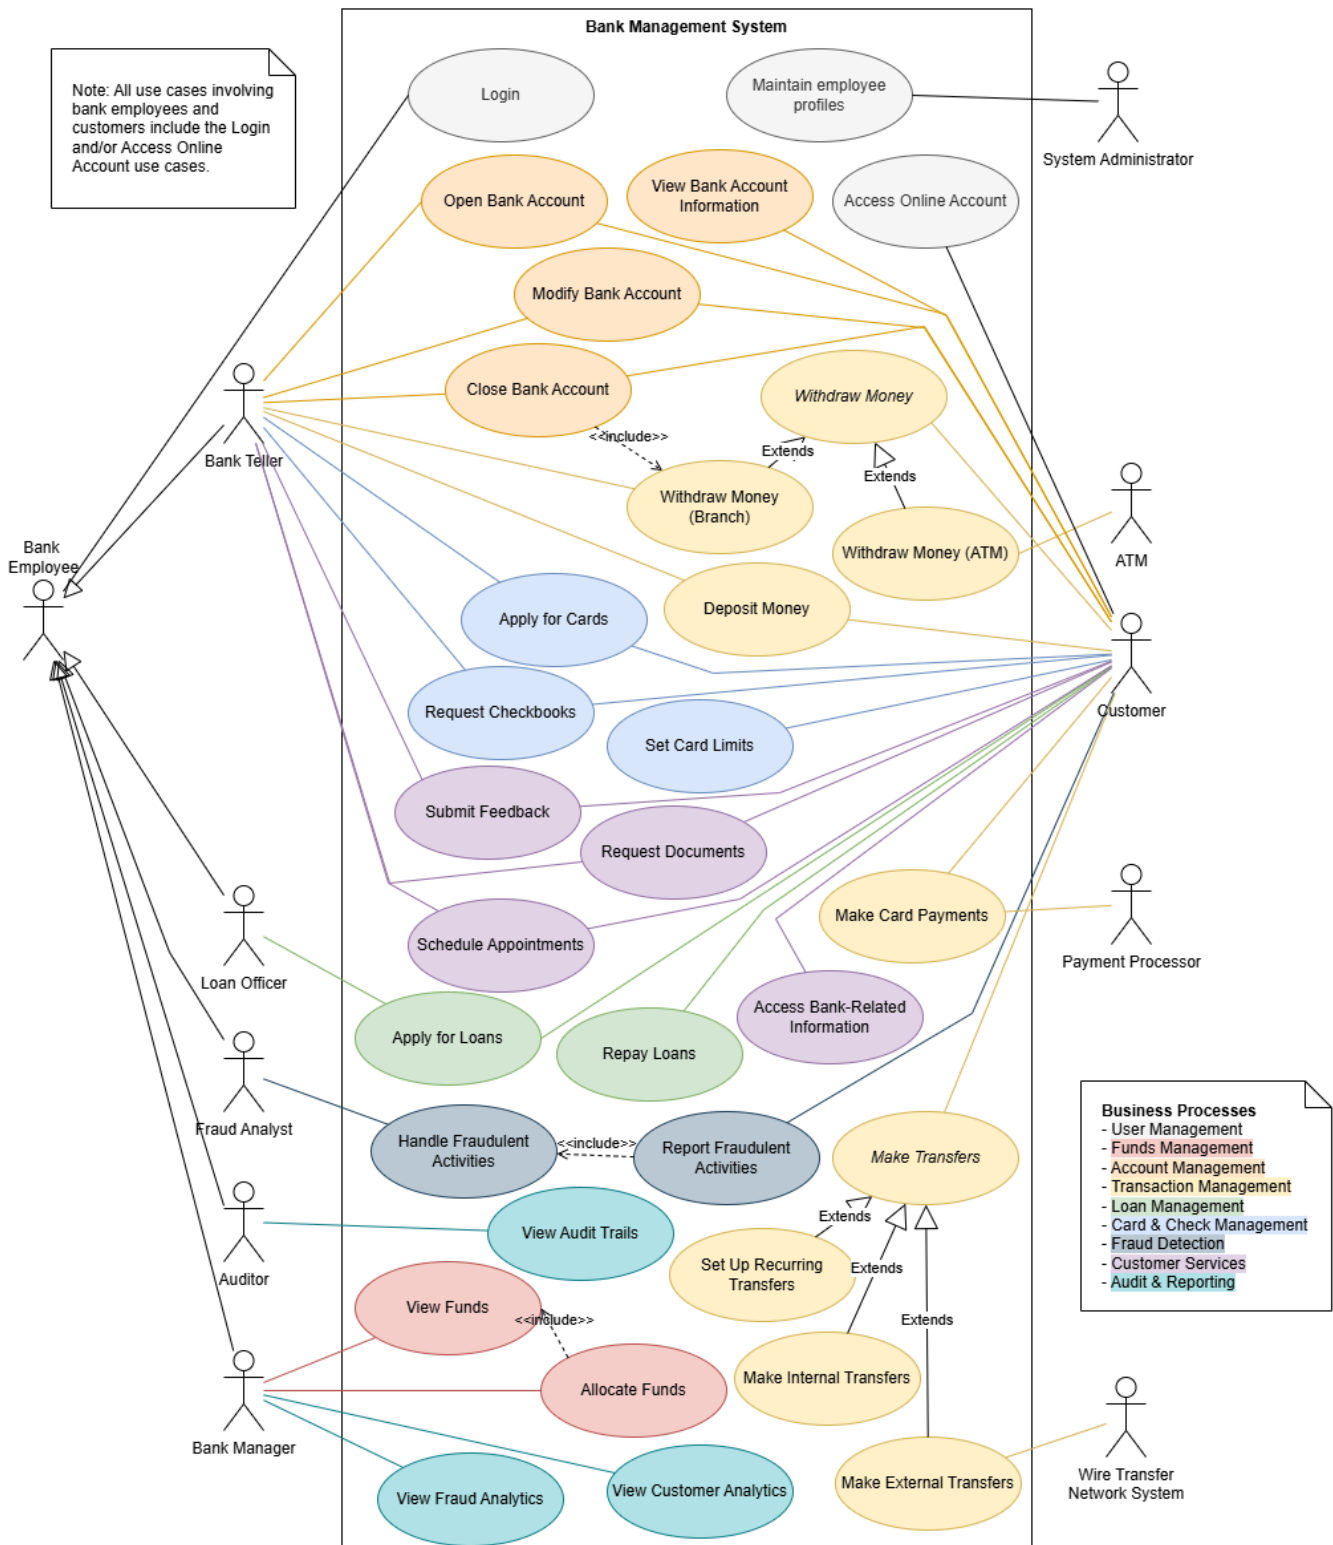 Bank Management System
Note: All use cases involving
bank employees and
customers include the Login
and/or Access Online
Account use cases.
Login
Maintain employee
profiles
System Administrator
Open Bank Account
View Bank Account
Information
Access Online Account
Modify Bank Account
Close Bank Account
Withdraw Money
<<include>>
Extends
Extends
Bank Teller
Withdraw Money
(Branch)
Withdraw Money (ATM)
ATM
Bank
Employee
Apply for Cards
Deposit Money
Request Checkbooks
Set Card Limits
Customer
Submit Feedback
Request Documents
Schedule Appointments
Make Card Payments
Payment Processor
Loan Officer
Access Bank-Related
Information
Apply for Loans
Repay Loans
Fraud Analyst
Handle Fraudulent
Activities
<<include>>
Report Fraudulent
Activities
Make Transfers
Business Processes
- User Management
- Funds Management
- Account Management
- Transaction Management
- Loan Management
- Card & Check Management
- Fraud Detection
- Customer Services
- Audit & Reporting
View Audit Trails
Extends
Auditor
Set Up Recurring
Transfers
Extends
View Funds
<<include>>
Extends
Make Internal Transfers
Allocate Funds
Bank Manager
View Fraud Analytics
View Customer Analytics
Make External Transfers
Wire Transfer
Network System